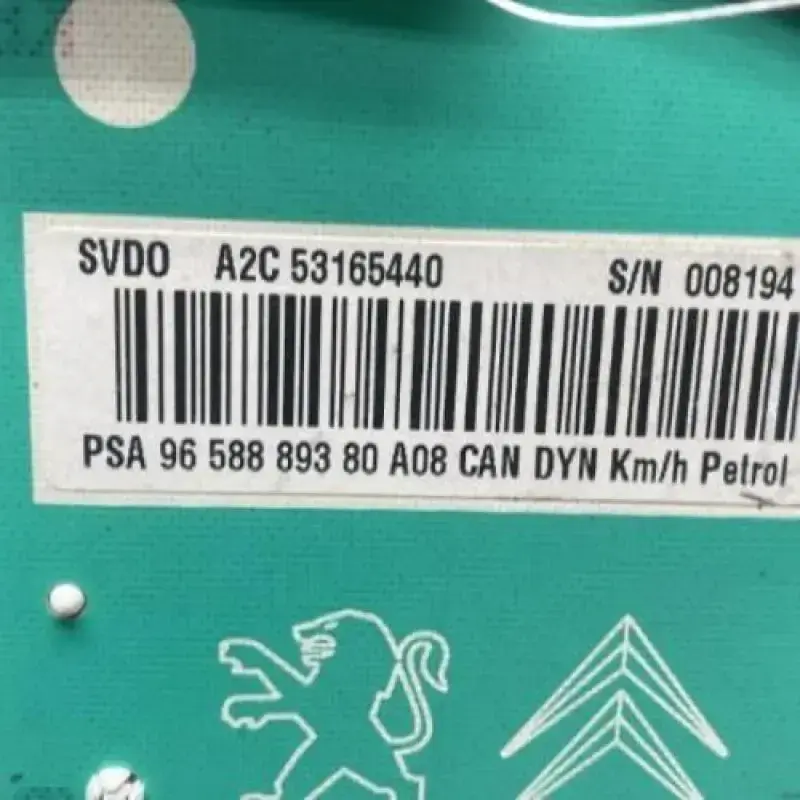 SVDO A2C 53165440 S/N 008194
PSA 96 588 893 80 A08 CAN DYN Km/h Petrol